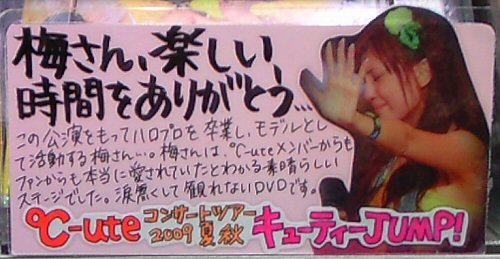 梅さん、楽しい
時間をありがとう…
この公演をもってハロプロを卒業し、モデルとし
て活動する梅さん…。梅さんは、℃-uteメンバーからも
ファンからも本当に愛されていたとわかる素晴らしい
ステージでした。涙無くして観れないDVDです。
℃-ute コンサートツアー
2009 夏秋 キューティーJUMP!